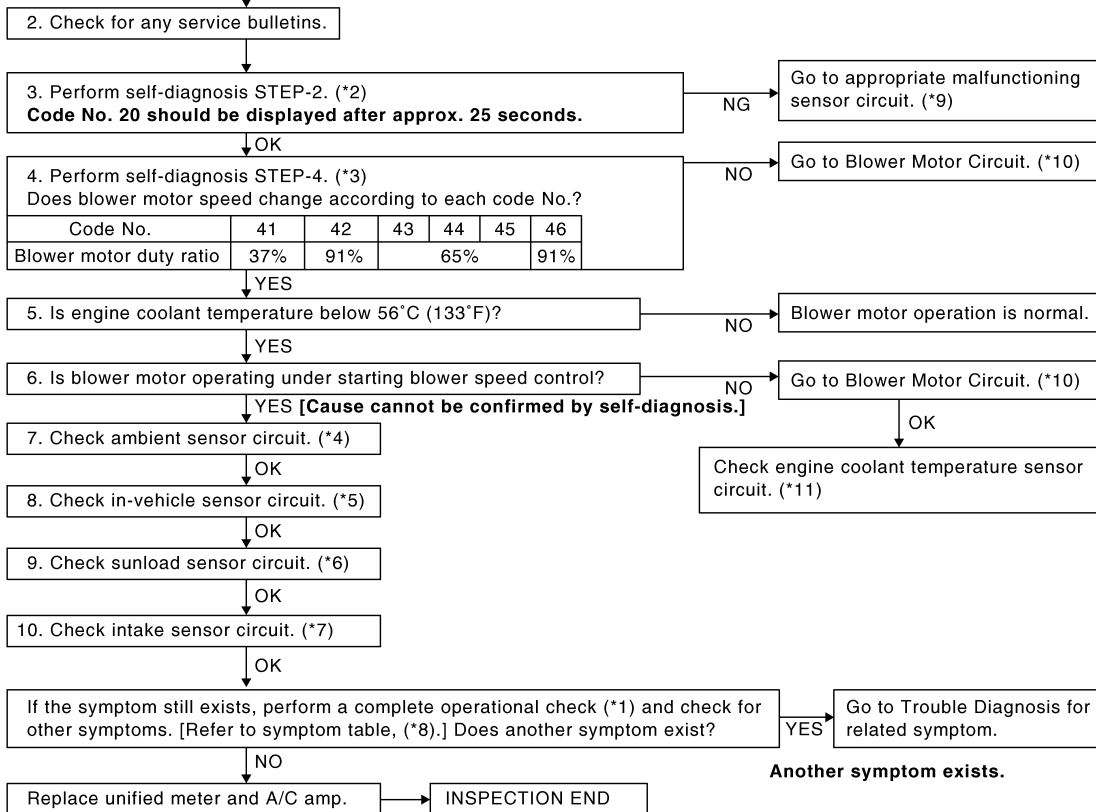 2. Check for any service bulletins.
3. Perform self-diagnosis STEP-2. (*2)
Code No. 20 should be displayed after approx. 25 seconds.
NG
Go to appropriate malfunctioning
sensor circuit. (*9)
OK
4. Perform self-diagnosis STEP-4. (*3)
Does blower motor speed change according to each code No.?
Code No. 41 42 43 44 45 46
Blower motor duty ratio 37% 91% 65% 91%
NO
Go to Blower Motor Circuit. (*10)
YES
5. Is engine coolant temperature below 56˚C (133˚F)?
NO
Blower motor operation is normal.
YES
6. Is blower motor operating under starting blower speed control?
NO
Go to Blower Motor Circuit. (*10)
OK
Check engine coolant temperature sensor
circuit. (*11)
YES [Cause cannot be confirmed by self-diagnosis.]
7. Check ambient sensor circuit. (*4)
OK
8. Check in-vehicle sensor circuit. (*5)
OK
9. Check sunload sensor circuit. (*6)
OK
10. Check intake sensor circuit. (*7)
OK
If the symptom still exists, perform a complete operational check (*1) and check for
other symptoms. [Refer to symptom table, (*8).] Does another symptom exist?
YES
Go to Trouble Diagnosis for
related symptom.
Another symptom exists.
NO
Replace unified meter and A/C amp.
INSPECTION END